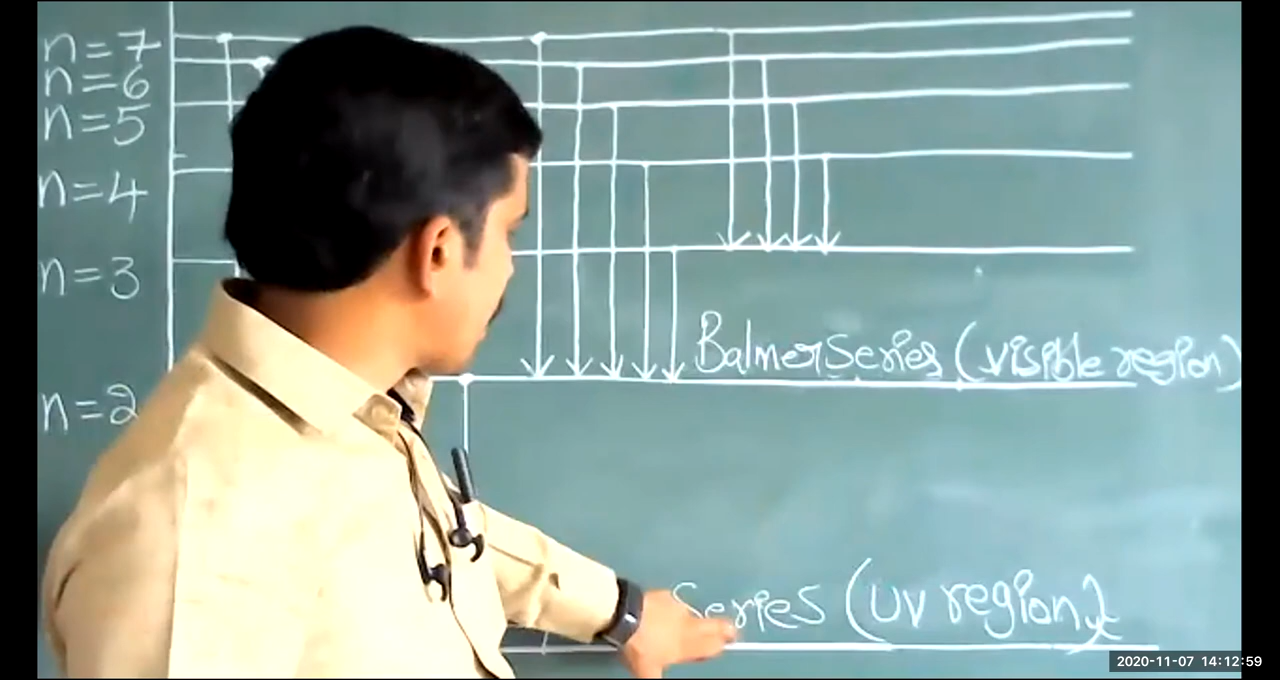 n=7
n=6
n=5
n=4
n=3
Balmer Series (visible region)
n=2
Series (UV region)
2020-11-07 14:12:59